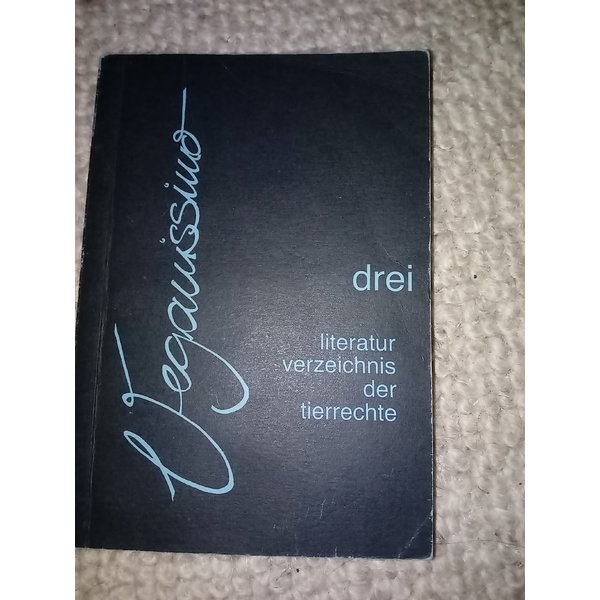 Veganissimo
drei
literatur
verzeichnis
der
tierrechte